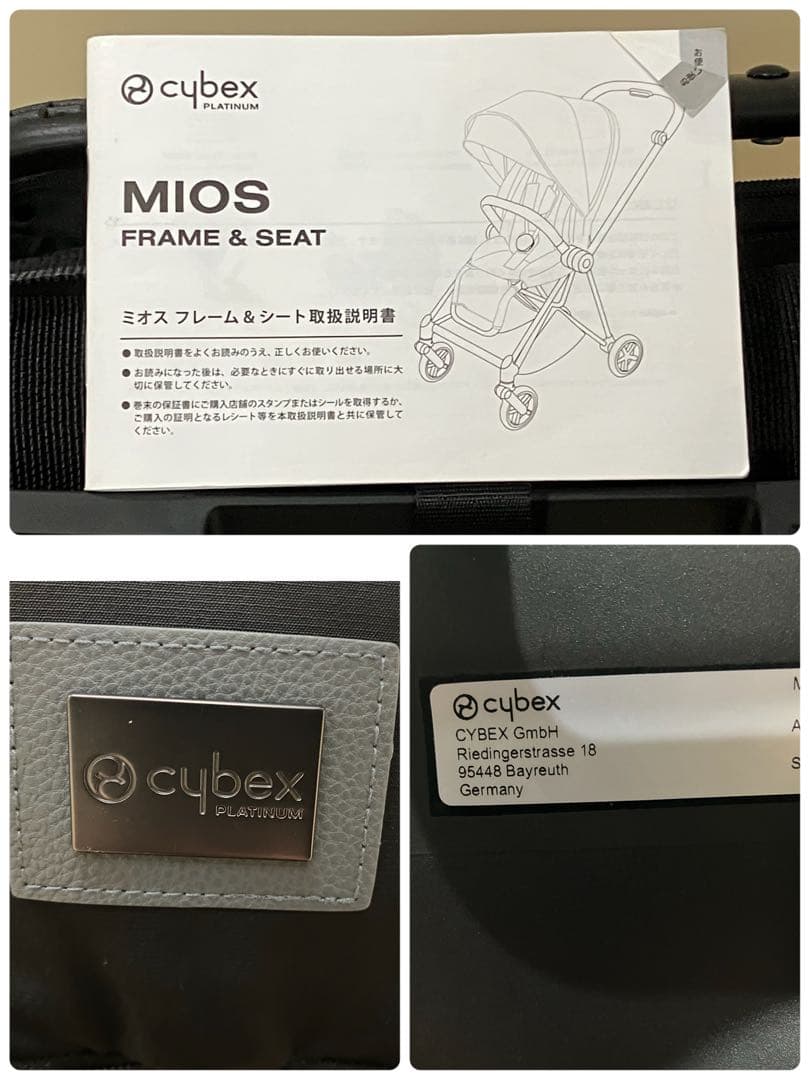 cybex
PLATINUM
MIOS
FRAME & SEAT
ミオス フレーム＆シート取扱説明書
● 取扱説明書をよくお読みのうえ、正しくお使いください。
● お読みになった後は、必要なときにすぐに取り出せる場所に大
切に保管してください。
● 巻末の保証書にご購入店舗のスタンプまたはシールを取得するか、
ご購入の証明となるレシート等を本取扱説明書と共に保管して
ください。
cybex
PLATINUM
cybex
CYBEX GmbH
Riedingerstrasse 18
95448 Bayreuth
Germany
M
A
S